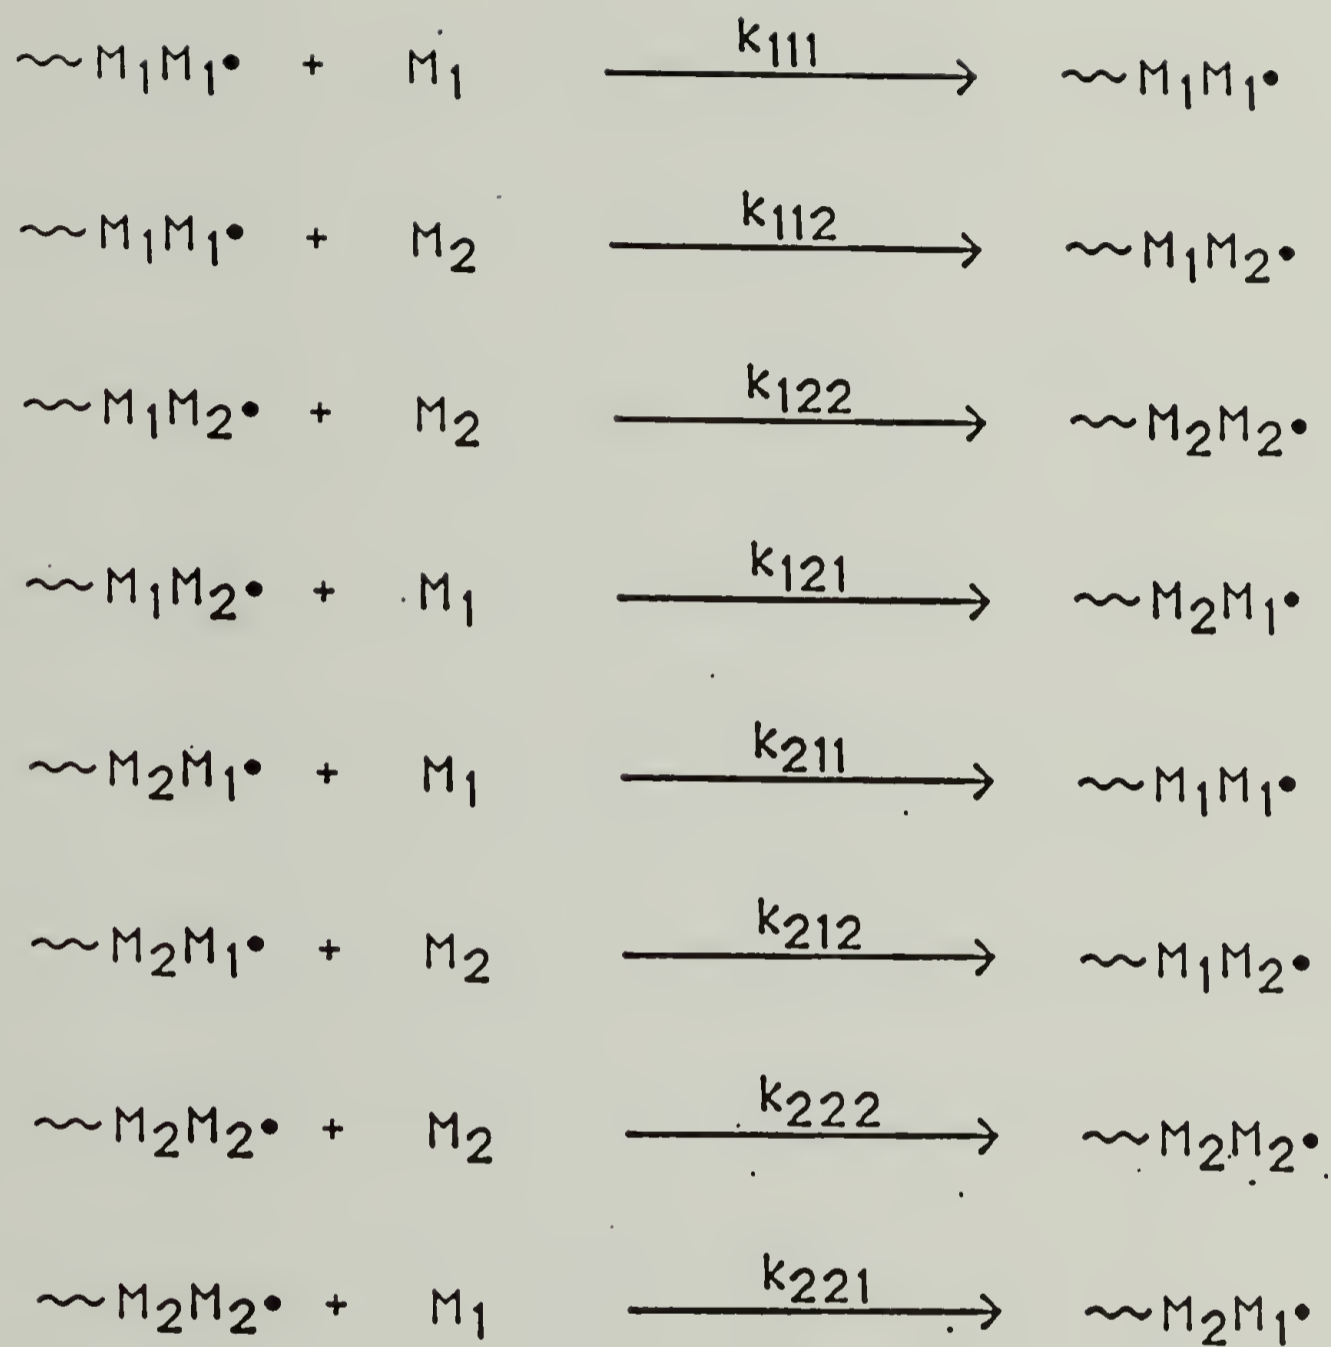 ~~M₁M₁• + M₁ k₁₁₁ → ~~M₁M₁•
~~M₁M₁• + M₂ k₁₁₂ → ~~M₁M₂•
~~M₁M₂• + M₂ k₁₂₂ → ~~M₂M₂•
~~M₁M₂• + M₁ k₁₂₁ → ~~M₂M₁•
~~M₂M₁• + M₁ k₂₁₁ → ~~M₁M₁•
~~M₂M₁• + M₂ k₂₁₂ → ~~M₁M₂•
~~M₂M₂• + M₂ k₂₂₂ → ~~M₂M₂•
~~M₂M₂• + M₁ k₂₂₁ → ~~M₂M₁•